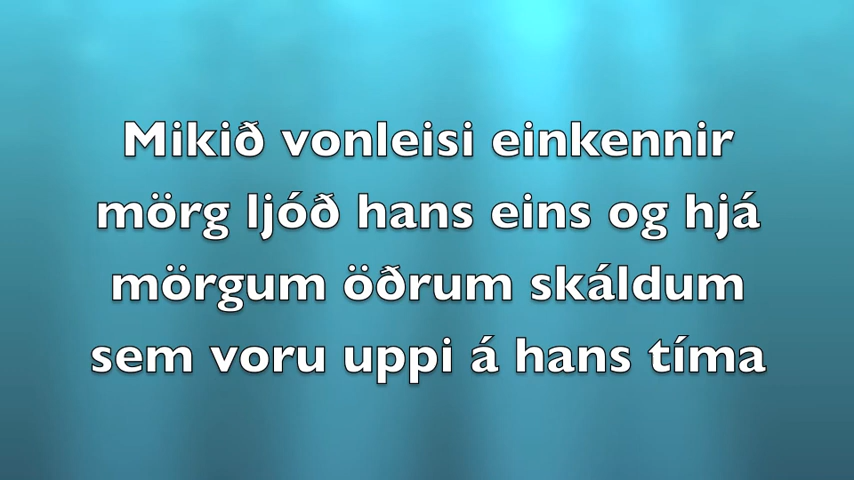 Mikið vonleisi einkennir
mörg ljóð hans eins og hjá
mörgum öðrum skáldum
sem voru uppi á hans tíma